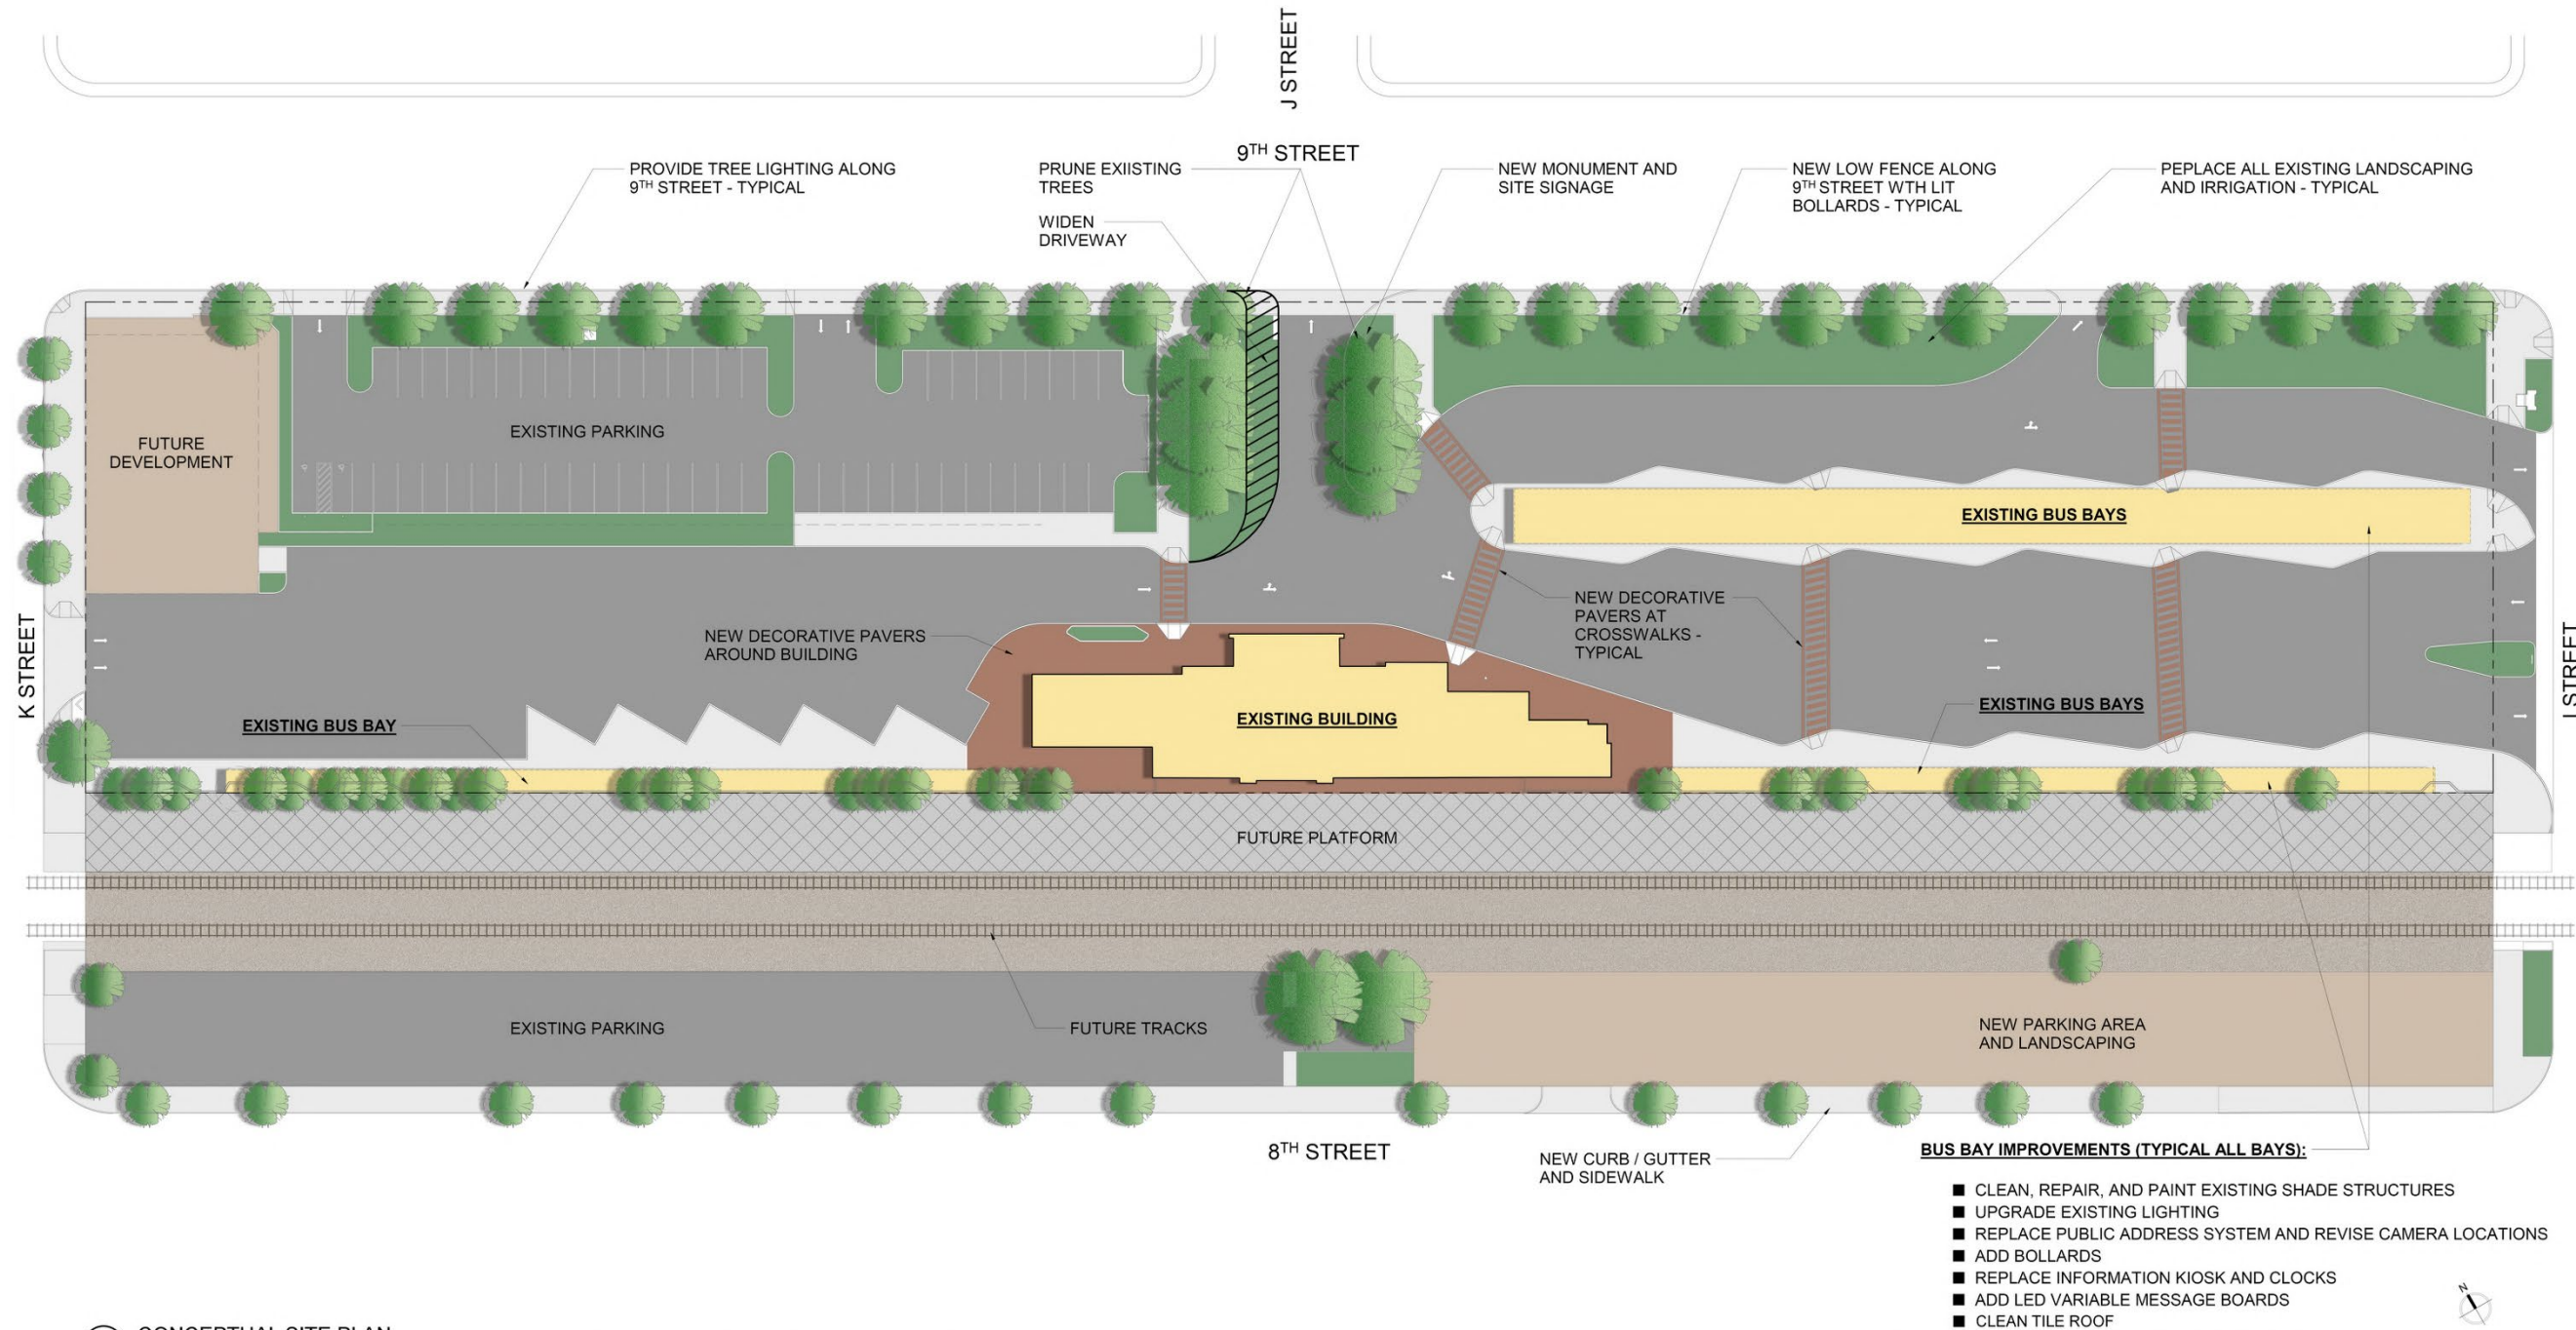 J STREET
9TH STREET
PROVIDE TREE LIGHTING ALONG
9TH STREET - TYPICAL
PRUNE EXIISTING
TREES
WIDEN
DRIVEWAY
NEW MONUMENT AND
SITE SIGNAGE
NEW LOW FENCE ALONG
9TH STREET WTH LIT
BOLLARDS - TYPICAL
PEPLACE ALL EXISTING LANDSCAPING
AND IRRIGATION - TYPICAL
FUTURE
DEVELOPMENT
EXISTING PARKING
EXISTING BUS BAYS
K STREET
NEW DECORATIVE PAVERS
AROUND BUILDING
NEW DECORATIVE
PAVERS AT
CROSSWALKS -
TYPICAL
I STREET
EXISTING BUS BAY
EXISTING BUILDING
EXISTING BUS BAYS
FUTURE PLATFORM
EXISTING PARKING
FUTURE TRACKS
NEW PARKING AREA
AND LANDSCAPING
8TH STREET
NEW CURB / GUTTER
AND SIDEWALK
BUS BAY IMPROVEMENTS (TYPICAL ALL BAYS):
■ CLEAN, REPAIR, AND PAINT EXISTING SHADE STRUCTURES
■ UPGRADE EXISTING LIGHTING
■ REPLACE PUBLIC ADDRESS SYSTEM AND REVISE CAMERA LOCATIONS
■ ADD BOLLARDS
■ REPLACE INFORMATION KIOSK AND CLOCKS
■ ADD LED VARIABLE MESSAGE BOARDS
■ CLEAN TILE ROOF
N
CONCEPTUAL SITE PLAN